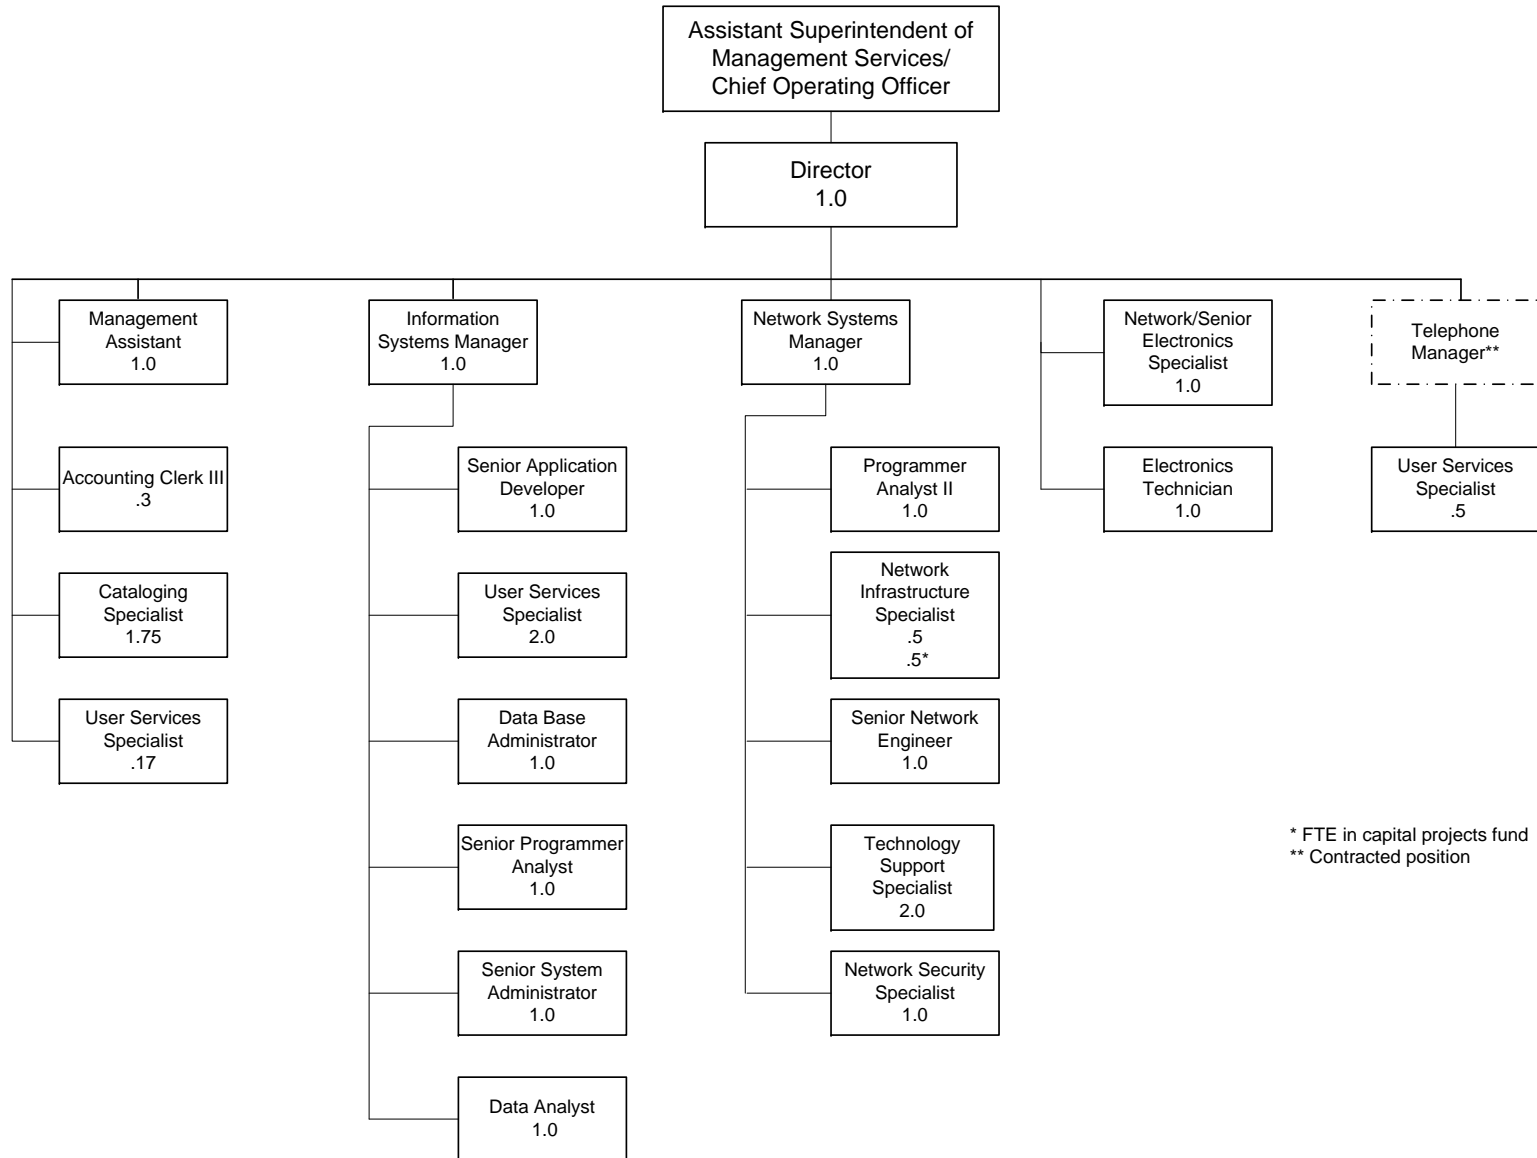 Assistant Superintendent of
Management Services/
Chief Operating Officer
Director
1.0
Management
Assistant
1.0
Information
Systems Manager
1.0
Network Systems
Manager
1.0
Network/Senior
Electronics
Specialist
1.0
Telephone
Manager**
Accounting Clerk III
.3
Senior Application
Developer
1.0
Programmer
Analyst II
1.0
Electronics
Technician
1.0
User Services
Specialist
.5
Cataloging
Specialist
1.75
User Services
Specialist
2.0
Network
Infrastructure
Specialist
.5
.5*
User Services
Specialist
.17
Data Base
Administrator
1.0
Senior Network
Engineer
1.0
Senior Programmer
Analyst
1.0
Technology
Support
Specialist
2.0
* FTE in capital projects fund
** Contracted position
Senior System
Administrator
1.0
Network Security
Specialist
1.0
Data Analyst
1.0